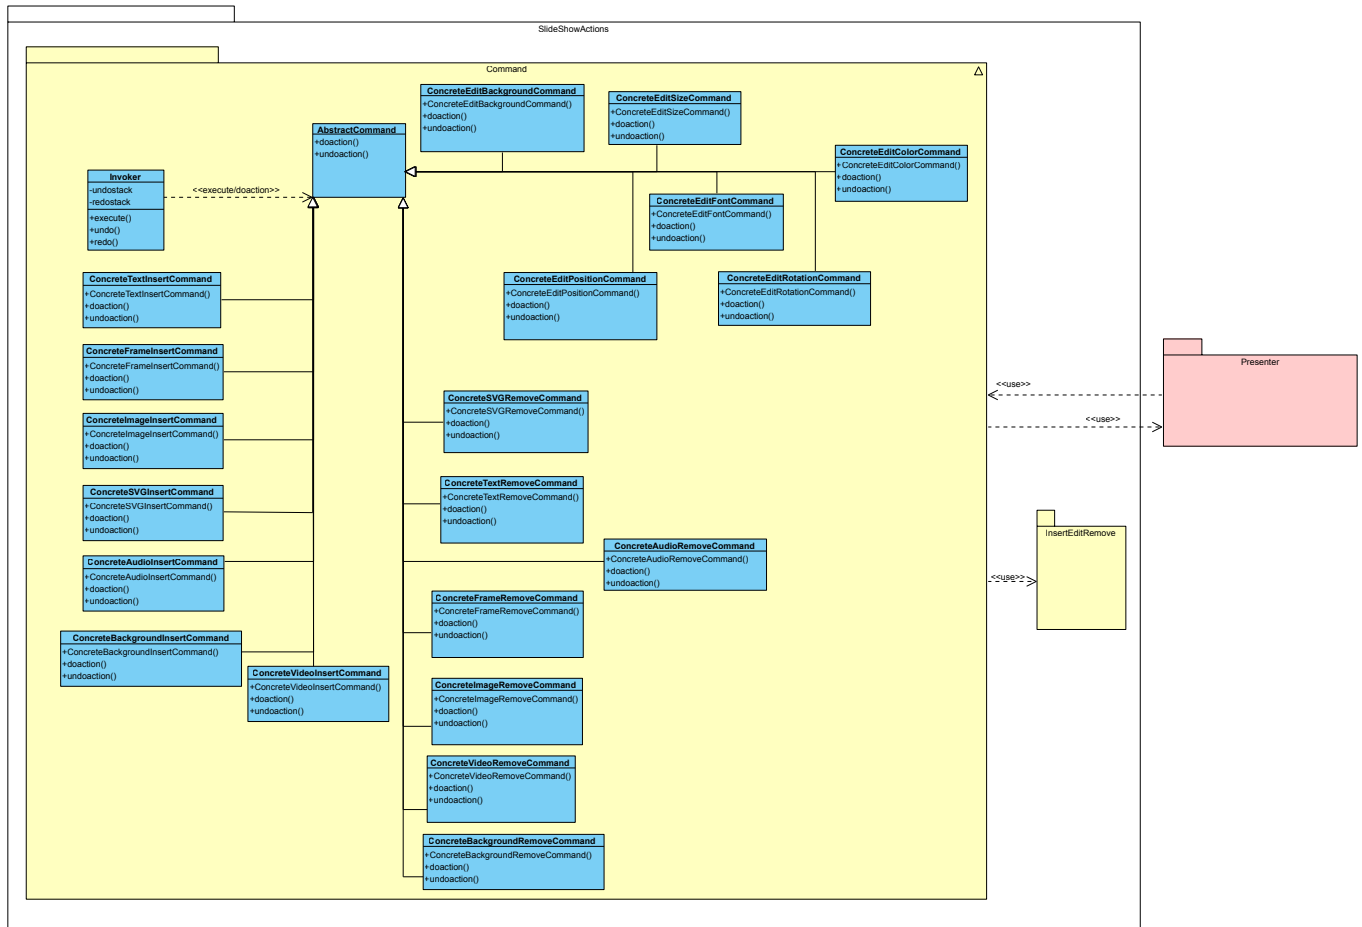 SlideShowActions
Command
ConcreteEditBackgroundCommand
+ConcreteEditBackgroundCommand()
+doaction()
+undoaction()
ConcreteEditSizeCommand
+ConcreteEditSizeCommand()
+doaction()
+undoaction()
AbstractCommand
+doaction()
+undoaction()
ConcreteEditColorCommand
+ConcreteEditColorCommand()
+doaction()
+undoaction()
Invoker
-undostack
-redostack
+execute()
+undo()
+redo()
<<execute/doaction>>
ConcreteEditFontCommand
+ConcreteEditFontCommand()
+doaction()
+undoaction()
ConcreteTextInsertCommand
+ConcreteTextInsertCommand()
+doaction()
+undoaction()
ConcreteEditPositionCommand
+ConcreteEditPositionCommand()
+doaction()
+undoaction()
ConcreteEditRotationCommand
+ConcreteEditRotationCommand()
+doaction()
+undoaction()
ConcreteFrameInsertCommand
+ConcreteFrameInsertCommand()
+doaction()
+undoaction()
Presenter
<<use>>
<<use>>
ConcreteSVGRemoveCommand
+ConcreteSVGRemoveCommand()
+doaction()
+undoaction()
ConcreteImageInsertCommand
+ConcreteImageInsertCommand()
+doaction()
+undoaction()
ConcreteTextRemoveCommand
+ConcreteTextRemoveCommand()
+doaction()
+undoaction()
ConcreteSVGInsertCommand
+ConcreteSVGInsertCommand()
+doaction()
+undoaction()
InsertEditRemove
<<use>>
ConcreteAudioRemoveCommand
+ConcreteAudioRemoveCommand()
+doaction()
+undoaction()
ConcreteAudioInsertCommand
+ConcreteAudioInsertCommand()
+doaction()
+undoaction()
ConcreteFrameRemoveCommand
+ConcreteFrameRemoveCommand()
+doaction()
+undoaction()
ConcreteBackgroundInsertCommand
+ConcreteBackgroundInsertCommand()
+doaction()
+undoaction()
ConcreteVideoInsertCommand
+ConcreteVideoInsertCommand()
+doaction()
+undoaction()
ConcreteImageRemoveCommand
+ConcreteImageRemoveCommand()
+doaction()
+undoaction()
ConcreteVideoRemoveCommand
+ConcreteVideoRemoveCommand()
+doaction()
+undoaction()
ConcreteBackgroundRemoveCommand
+ConcreteBackgroundRemoveCommand()
+doaction()
+undoaction()